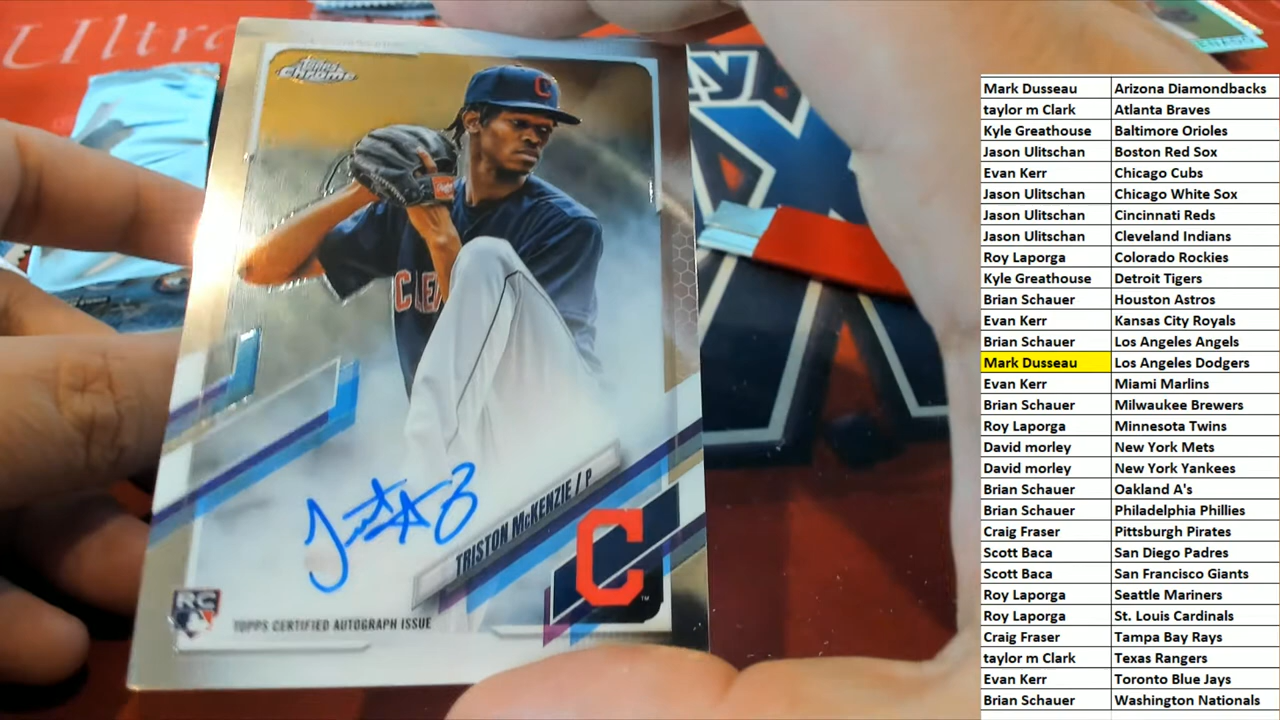 Ultra
Topps
Chrome
C
CLE
TRISTON McKENZIE / P
C
TM
RC
TOPPS CERTIFIED AUTOGRAPH ISSUE
Mark Dusseau Arizona Diamondbacks
taylor m Clark Atlanta Braves
Kyle Greathouse Baltimore Orioles
Jason Ulitschan Boston Red Sox
Evan Kerr Chicago Cubs
Jason Ulitschan Chicago White Sox
Jason Ulitschan Cincinnati Reds
Jason Ulitschan Cleveland Indians
Roy Laporga Colorado Rockies
Kyle Greathouse Detroit Tigers
Brian Schauer Houston Astros
Evan Kerr Kansas City Royals
Brian Schauer Los Angeles Angels
Mark Dusseau Los Angeles Dodgers
Evan Kerr Miami Marlins
Brian Schauer Milwaukee Brewers
Roy Laporga Minnesota Twins
David morley New York Mets
David morley New York Yankees
Brian Schauer Oakland A's
Brian Schauer Philadelphia Phillies
Craig Fraser Pittsburgh Pirates
Scott Baca San Diego Padres
Scott Baca San Francisco Giants
Roy Laporga Seattle Mariners
Roy Laporga St. Louis Cardinals
Craig Fraser Tampa Bay Rays
taylor m Clark Texas Rangers
Evan Kerr Toronto Blue Jays
Brian Schauer Washington Nationals